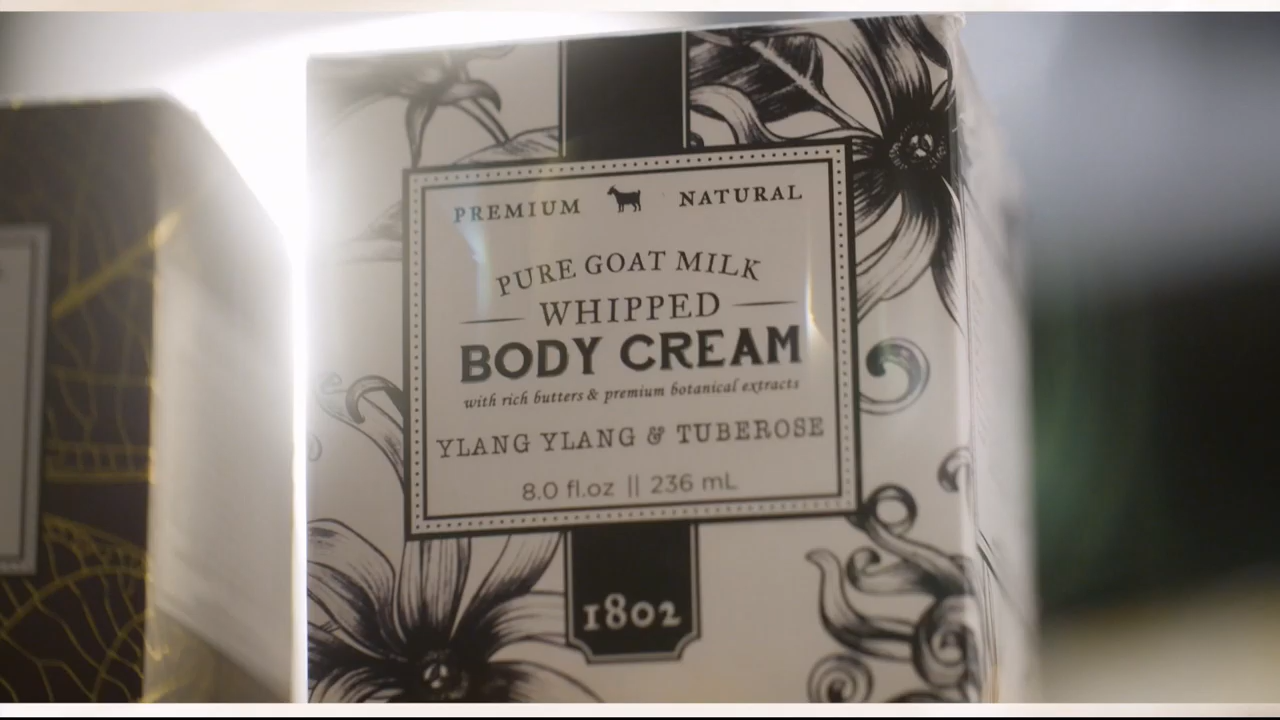 PREMIUM NATURAL
PURE GOAT MILK
WHIPPED
BODY CREAM
with rich butters & premium botanical extracts
YLANG YLANG & TUBEROSE
8.0 fl.oz || 236 mL
1802